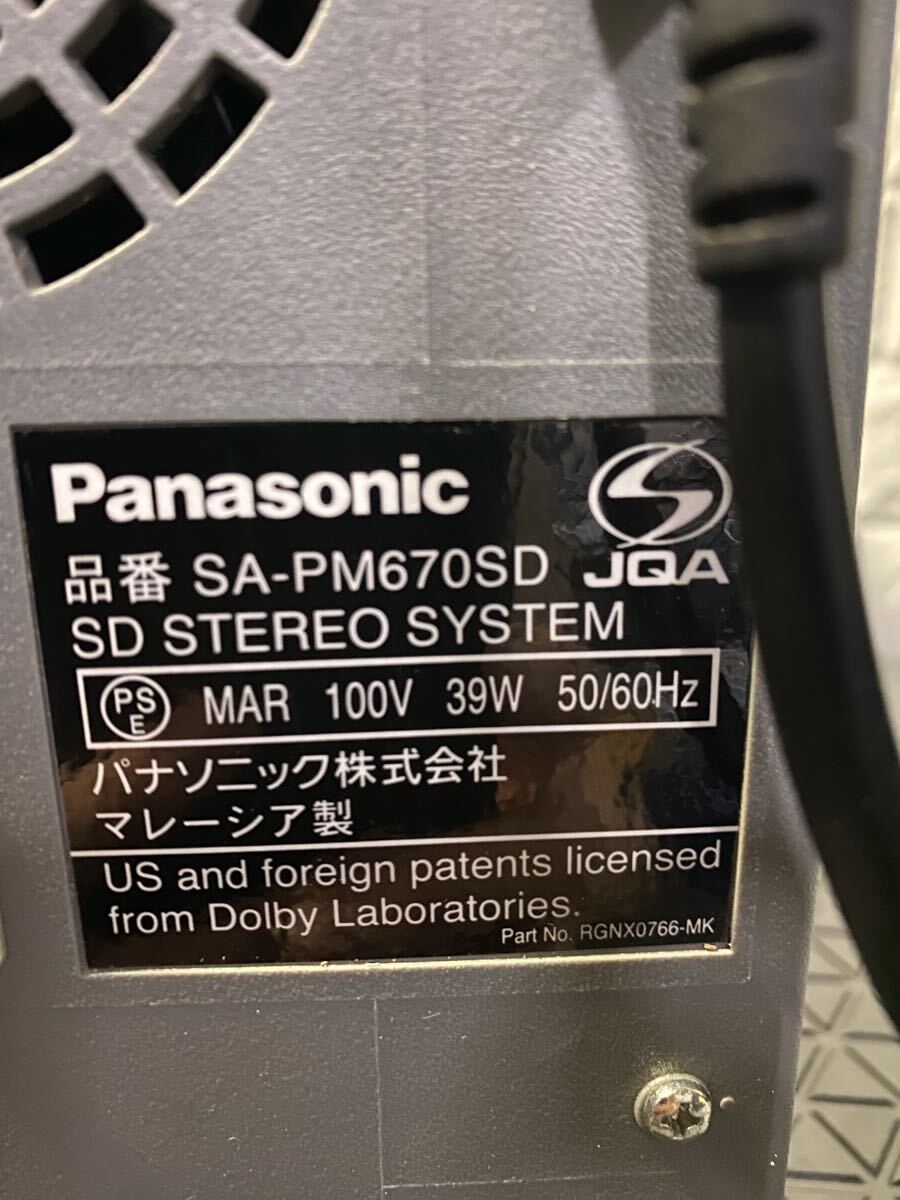 Panasonic
JQA
品番 SA-PM670SD
SD STEREO SYSTEM
PSE MAR 100V 39W 50/60Hz
パナソニック株式会社
マレーシア製
US and foreign patents licensed
from Dolby Laboratories.
Part No. RGNX0766-MK